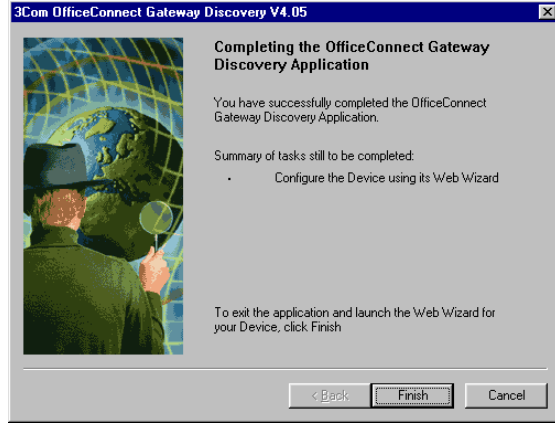 3Com OfficeConnect Gateway Discovery V4.05
Completing the OfficeConnect Gateway
Discovery Application
You have successfully completed the OfficeConnect
Gateway Discovery Application.
Summary of tasks still to be completed:
· Configure the Device using its Web Wizard
To exit the application and launch the Web Wizard for
your Device, click Finish
< Back
Finish
Cancel